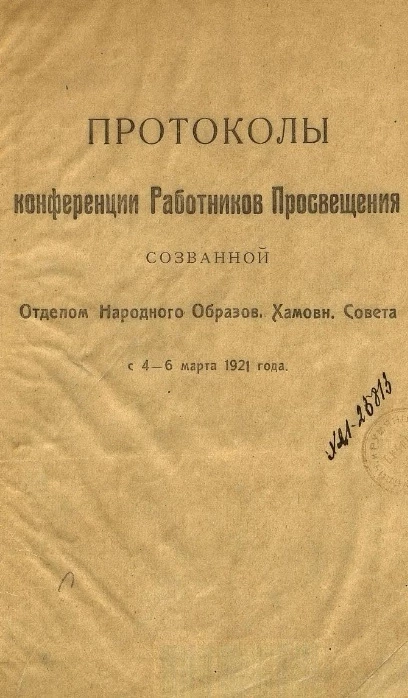 ПРОТОКОЛЫ
конференции Работников Просвещения
СОЗВАННОЙ
Отделом Народного Образов. Хамовн. Совета
с 4—6 марта 1921 года.